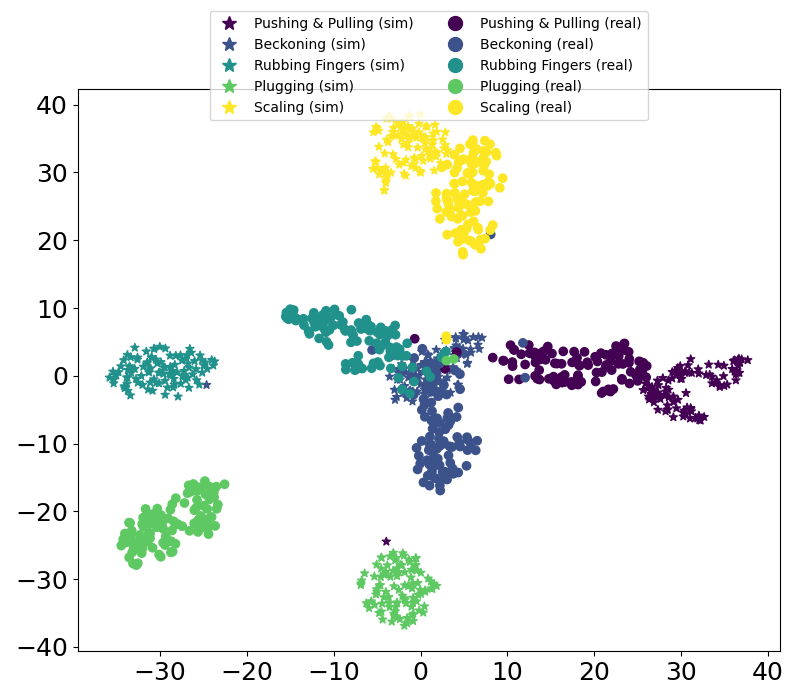 Pushing & Pulling (sim) Pushing & Pulling (real)
Beckoning (sim) Beckoning (real)
Rubbing Fingers (sim) Rubbing Fingers (real)
Plugging (sim) Plugging (real)
Scaling (sim) Scaling (real)
40
30
20
10
0
−10
−20
−30
−40
−30 −20 −10 0 10 20 30 40